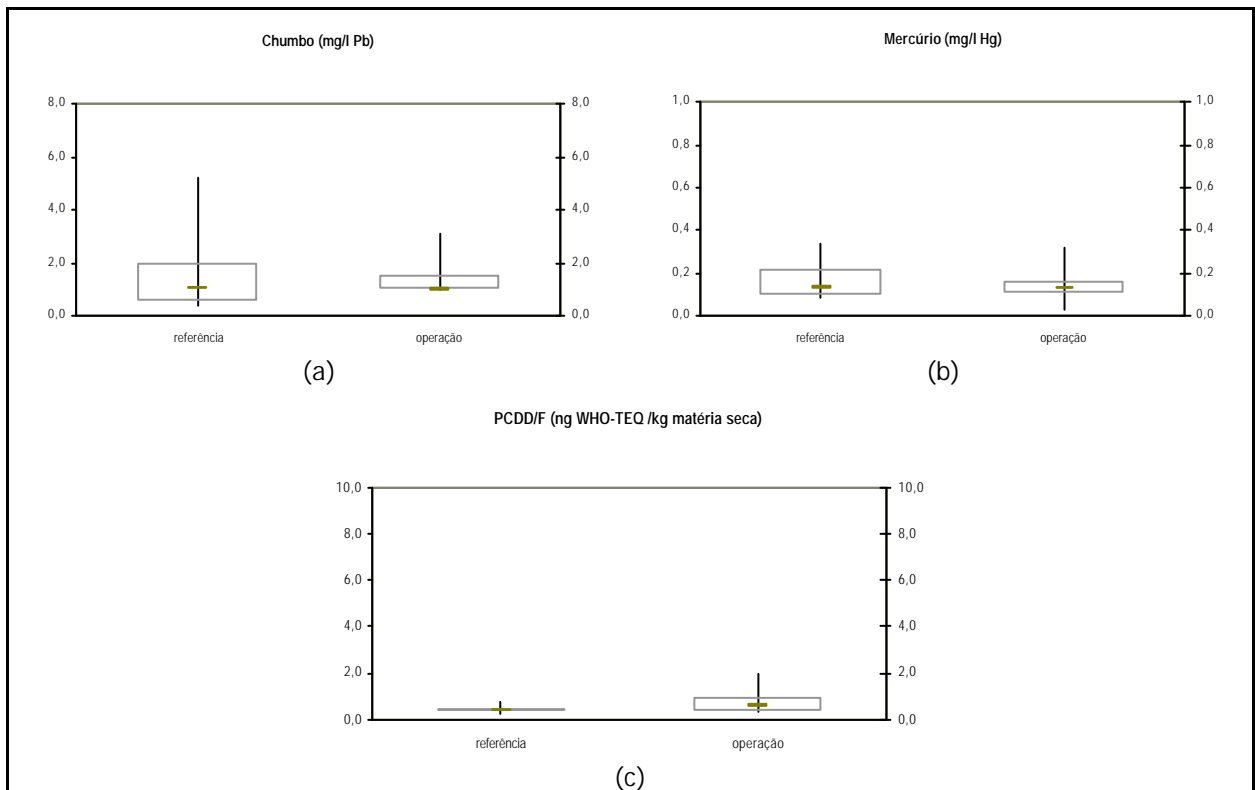 Chumbo (mg/l Pb)
8,0
6,0
4,0
2,0
0,0
8,0
6,0
4,0
2,0
0,0
referência
operação
(a)
Mercúrio (mg/l Hg)
1,0
0,8
0,6
0,4
0,2
0,0
1,0
0,8
0,6
0,4
0,2
0,0
referência
operação
(b)
PCDD/F (ng WHO-TEQ /kg matéria seca)
10,0
8,0
6,0
4,0
2,0
0,0
10,0
8,0
6,0
4,0
2,0
0,0
referência
operação
(c)